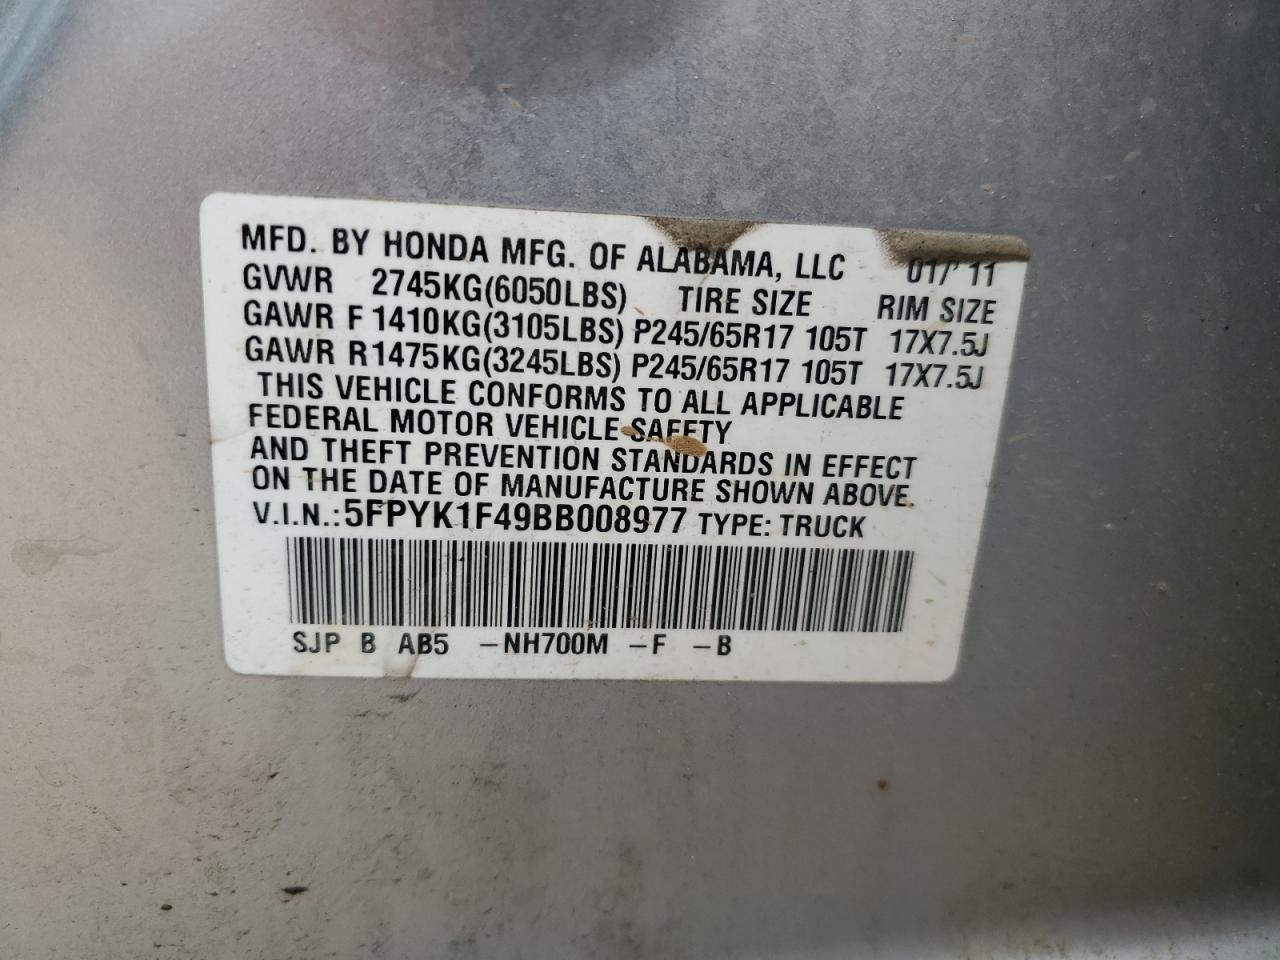 MFD. BY HONDA MFG. OF ALABAMA, LLC 01/ 11
GVWR 2745KG(6050LBS) TIRE SIZE RIM SIZE
GAWR F 1410KG(3105LBS) P245/65R17 105T 17X7.5J
GAWR R1475KG(3245LBS) P245/65R17 105T 17X7.5J
THIS VEHICLE CONFORMS TO ALL APPLICABLE
FEDERAL MOTOR VEHICLE SAFETY
AND THEFT PREVENTION STANDARDS IN EFFECT
ON THE DATE OF MANUFACTURE SHOWN ABOVE.
V.I.N.:5FPYK1F49BB008977 TYPE: TRUCK
SJP B AB5 -NH700M -F -B